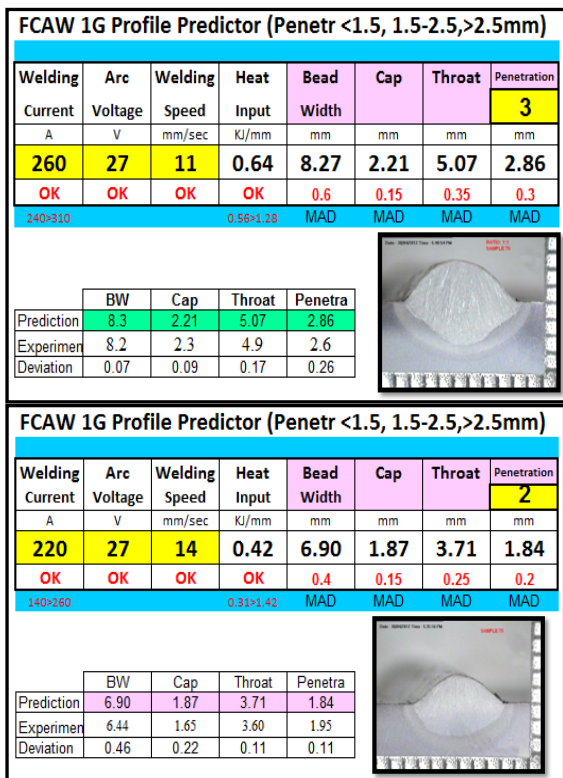 FCAW 1G Profile Predictor (Penetr <1.5, 1.5-2.5,>2.5mm)
Welding Arc Welding Heat Bead Cap Throat Penetration
Current Voltage Speed Input Width 3
A V mm/sec KJ/mm mm mm mm mm
260 27 11 0.64 8.27 2.21 5.07 2.86
OK OK OK OK 0.6 0.15 0.35 0.3
240>310 0.56>1.28 MAD MAD MAD MAD
RATIO: 1:1
SAMPLE
BW Cap Throat Penetra
Prediction 8.3 2.21 5.07 2.86
Experimen 8.2 2.3 4.9 2.6
Deviation 0.07 0.09 0.17 0.26
FCAW 1G Profile Predictor (Penetr <1.5, 1.5-2.5,>2.5mm)
Welding Arc Welding Heat Bead Cap Throat Penetration
Current Voltage Speed Input Width 2
A V mm/sec KJ/mm mm mm mm mm
220 27 14 0.42 6.90 1.87 3.71 1.84
OK OK OK OK 0.4 0.15 0.25 0.2
140>260 0.31>1.42 MAD MAD MAD MAD
BW Cap Throat Penetra
Prediction 6.90 1.87 3.71 1.84
Experimen 6.44 1.65 3.60 1.95
Deviation 0.46 0.22 0.11 0.11